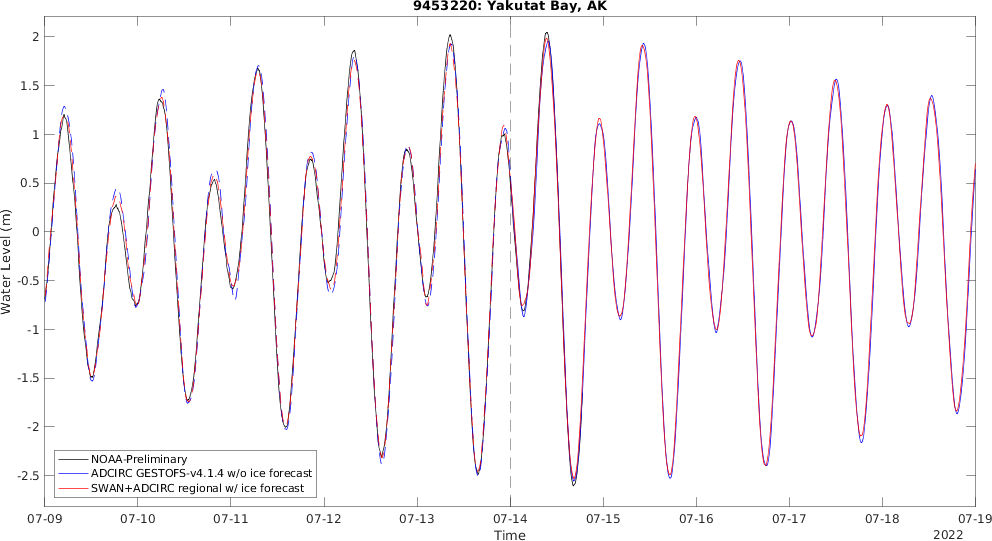 9453220: Yakutat Bay, AK
Water Level (m)
2
1.5
1
0.5
0
-0.5
-1
-1.5
-2
-2.5
NOAA-Preliminary
ADCIRC GESTOFS-v4.1.4 w/o ice forecast
SWAN+ADCIRC regional w/ ice forecast
07-09 07-10 07-11 07-12 07-13 07-14 07-15 07-16 07-17 07-18 07-19
Time
2022